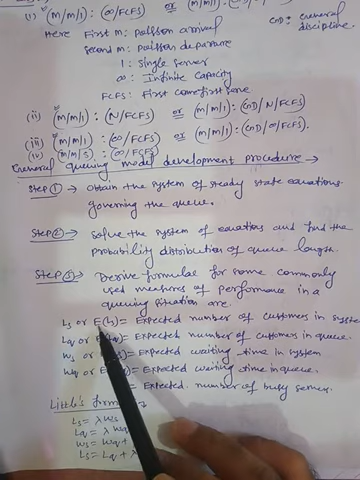 (i) (M/M/1): (∞/FCFS) or (M/M/1): (GD/∞/FCFS)
GD: General discipline.
Here First M: Poisson arrival
Second M: Poisson departure
1: Single server
∞: Infinite Capacity
FCFS: First come first serve
(ii) (M/M/1): (N/FCFS) or (M/M/1): (GD/N/FCFS)
(iii) (M/M/1): (∞/FCFS) or (M/M/1): (GD/∞/FCFS).
(iv) (M/M/S): (∞/FCFS)
General queuing model development procedure →
Step ① → Obtain the system of steady state equations
governing the queue.
Step ② → Solve the system of equations and find the
probability distribution of queue length.
Step ③ → Derive formulae for some commonly
used measures of performance in a
queuing situation are.
Ls or E(Ls) = Expected number of customers in syste
Lq or = Expected number of customers in queue.
Ws or = Expected waiting time in system
Wq or = Expected waiting time in queue.
= Expected number of busy servers
Little's
Ls = λ Ws
Lq = λ Wq
Ws = Wq +
Ls = Lq + λ